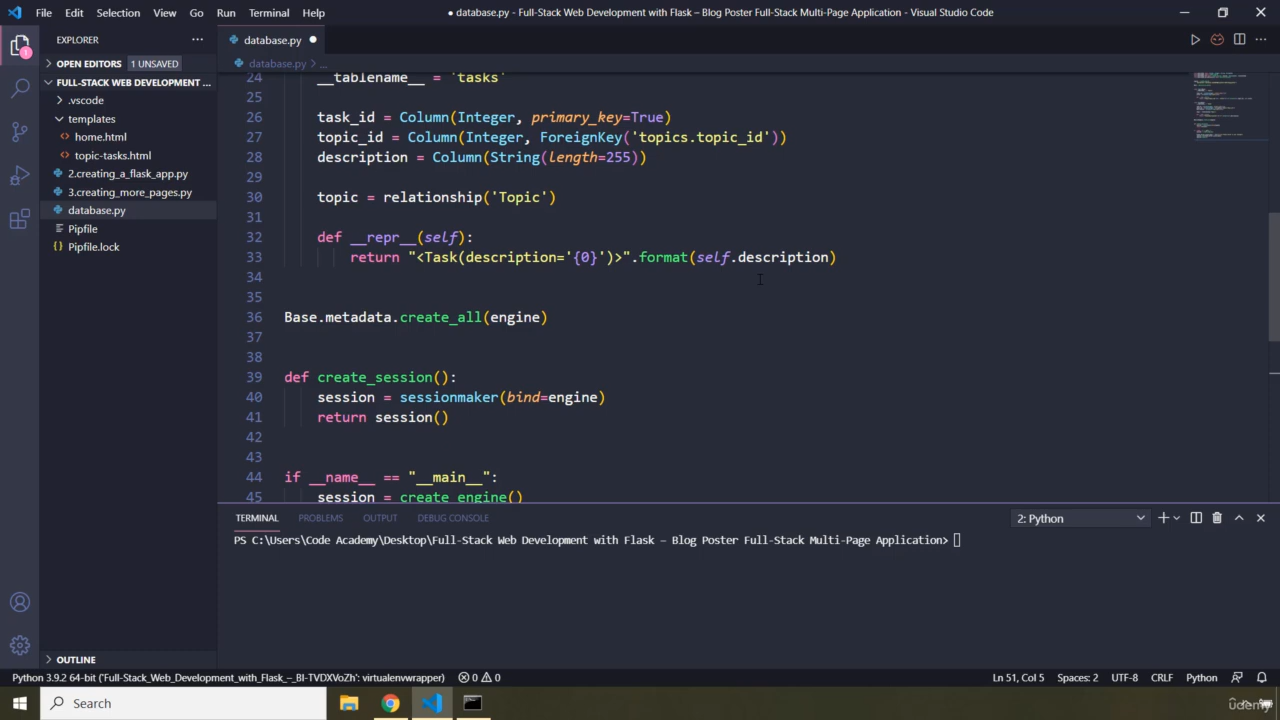 File Edit Selection View Go Run Terminal Help
● database.py - Full-Stack Web Development with Flask – Blog Poster Full-Stack Multi-Page Application - Visual Studio Code
EXPLORER
database.py
OPEN EDITORS 1 UNSAVED
database.py > ...
FULL-STACK WEB DEVELOPMENT ...
.vscode
templates
home.html
topic-tasks.html
2.creating_a_flask_app.py
3.creating_more_pages.py
database.py
Pipfile
Pipfile.lock
OUTLINE
24 __tablename__ = 'tasks'
25
26 task_id = Column(Integer, primary_key=True)
27 topic_id = Column(Integer, ForeignKey('topics.topic_id'))
28 description = Column(String(length=255))
29
30 topic = relationship('Topic')
31
32 def __repr__(self):
33 return "<Task(description='{0}')>".format(self.description)
34
35
36 Base.metadata.create_all(engine)
37
38
39 def create_session():
40 session = sessionmaker(bind=engine)
41 return session()
42
43
44 if __name__ == "__main__":
45 session = create_engine()
TERMINAL PROBLEMS OUTPUT DEBUG CONSOLE
2: Python
PS C:\Users\Code Academy\Desktop\Full-Stack Web Development with Flask – Blog Poster Full-Stack Multi-Page Application>
Python 3.9.2 64-bit ('Full-Stack_Web_Development_with_Flask_–_BI-TVDXVoZh': virtualenvwrapper) 0 0
Ln 51, Col 5 Spaces: 2 UTF-8 CRLF Python
Search
udemy